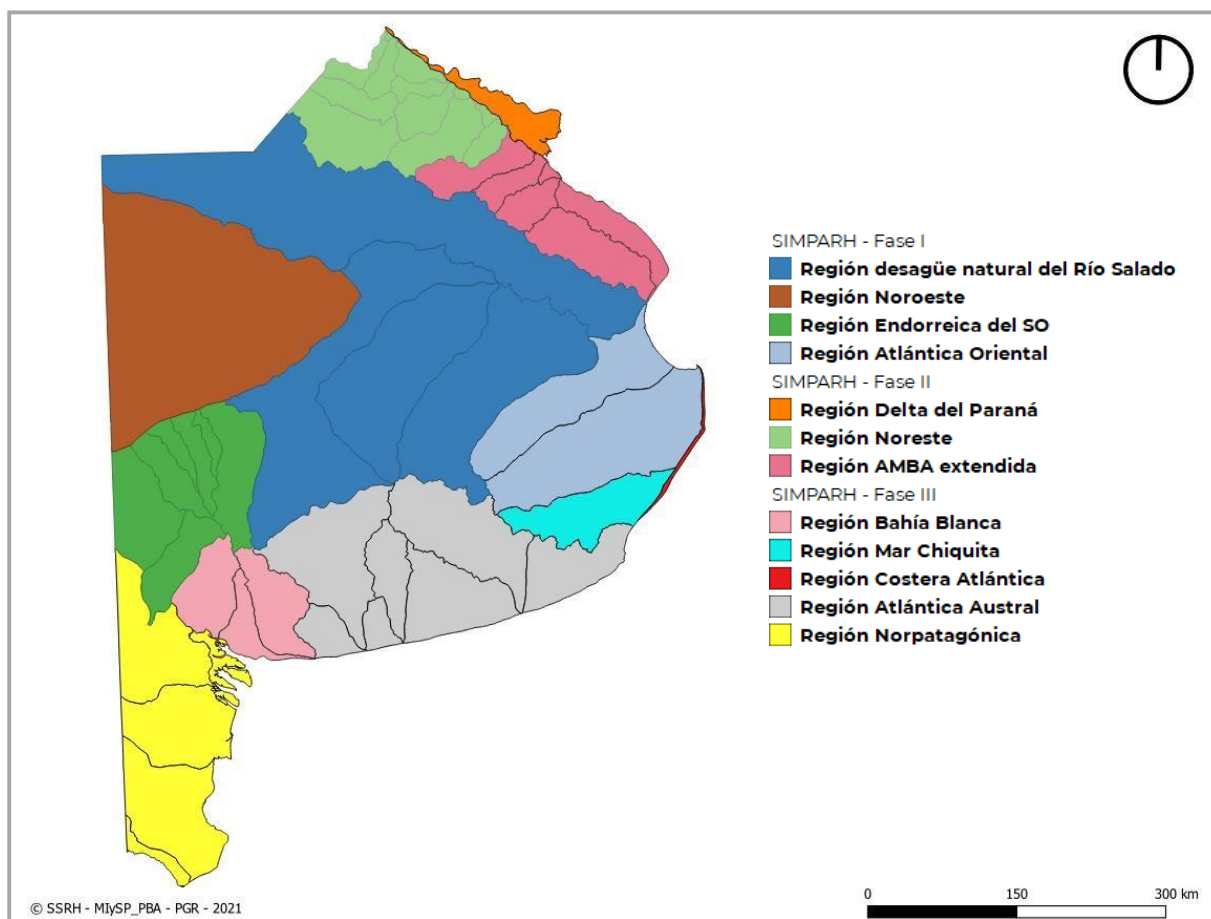 SIMPARH - Fase I
Región desagüe natural del Río Salado
Región Noroeste
Región Endorreica del SO
Región Atlántica Oriental
SIMPARH - Fase II
Región Delta del Paraná
Región Noreste
Región AMBA extendida
SIMPARH - Fase III
Región Bahía Blanca
Región Mar Chiquita
Región Costera Atlántica
Región Atlántica Austral
Región Norpatagónica
0 150 300 km
© SSRH - MIySP_PBA - PGR - 2021